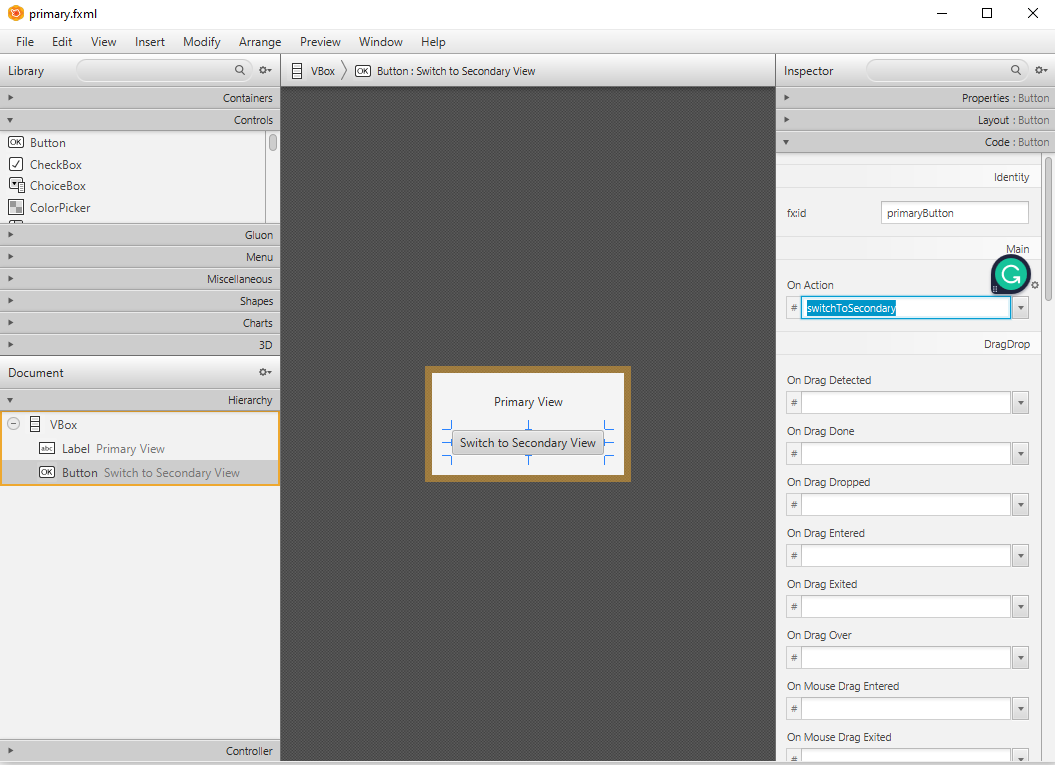 primary.fxml
File Edit View Insert Modify Arrange Preview Window Help
Library
VBox
OK Button : Switch to Secondary View
Inspector
Containers
Controls
OK Button
CheckBox
ChoiceBox
ColorPicker
Gluon
Menu
Miscellaneous
Shapes
Charts
3D
Document
Hierarchy
VBox
abc Label Primary View
OK Button Switch to Secondary View
Controller
Primary View
Switch to Secondary View
Properties : Button
Layout : Button
Code : Button
Identity
fx:id primaryButton
Main
G
On Action
# switchToSecondary
DragDrop
On Drag Detected
#
On Drag Done
#
On Drag Dropped
#
On Drag Entered
#
On Drag Exited
#
On Drag Over
#
On Mouse Drag Entered
#
On Mouse Drag Exited
#